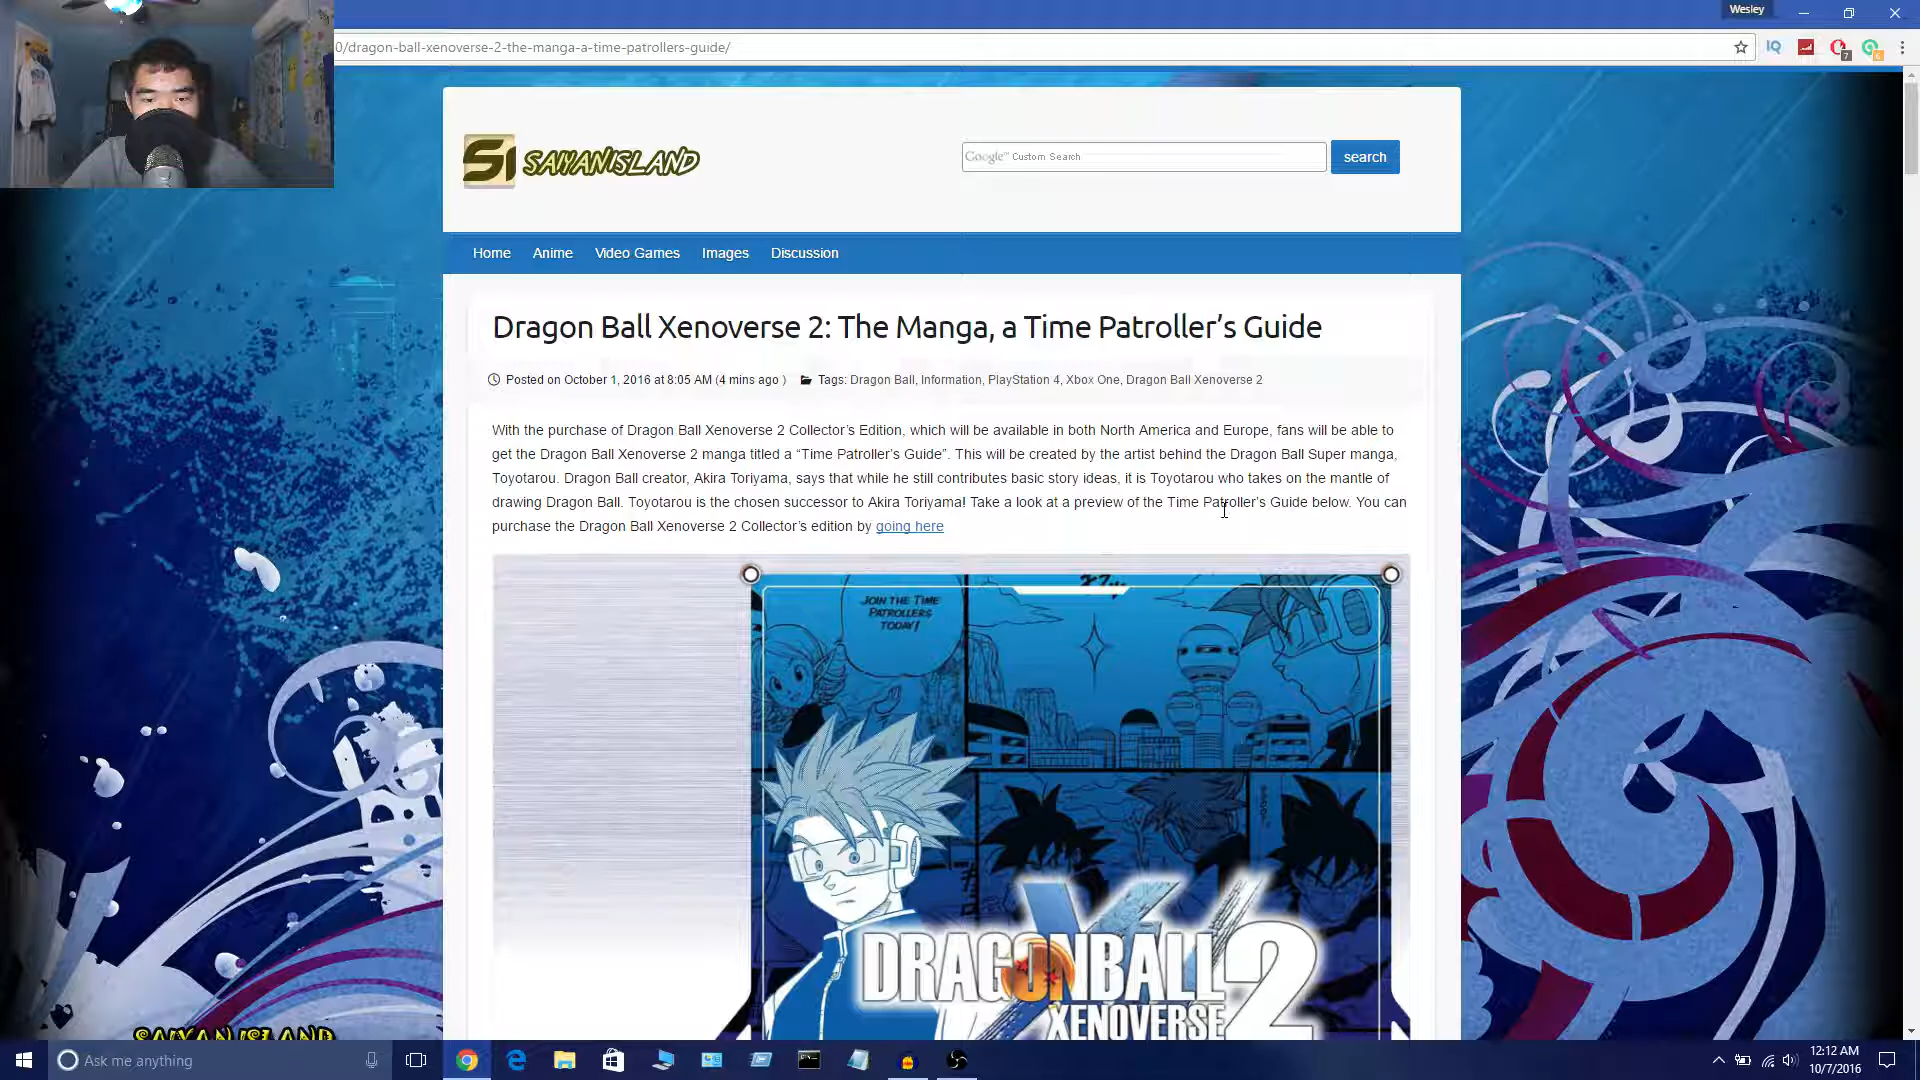 Wesley
0/dragon-ball-xenoverse-2-the-manga-a-time-patrollers-guide/
7
6
SI SAIYANISLAND
Google™ Custom Search
search
Home Anime Video Games Images Discussion
Dragon Ball Xenoverse 2: The Manga, a Time Patroller’s Guide
Posted on October 1, 2016 at 8:05 AM (4 mins ago ) Tags: Dragon Ball, Information, PlayStation 4, Xbox One, Dragon Ball Xenoverse 2
With the purchase of Dragon Ball Xenoverse 2 Collector’s Edition, which will be available in both North America and Europe, fans will be able to
get the Dragon Ball Xenoverse 2 manga titled a “Time Patroller’s Guide”. This will be created by the artist behind the Dragon Ball Super manga,
Toyotarou. Dragon Ball creator, Akira Toriyama, says that while he still contributes basic story ideas, it is Toyotarou who takes on the mantle of
drawing Dragon Ball. Toyotarou is the chosen successor to Akira Toriyama! Take a look at a preview of the Time Patroller’s Guide below. You can
purchase the Dragon Ball Xenoverse 2 Collector’s edition by going here
JOIN THE TIME
PATROLLERS
TODAY!
DRAGONBALL
XENOVERSE 2
SAIYAN ISLAND
Ask me anything
12:12 AM
10/7/2016